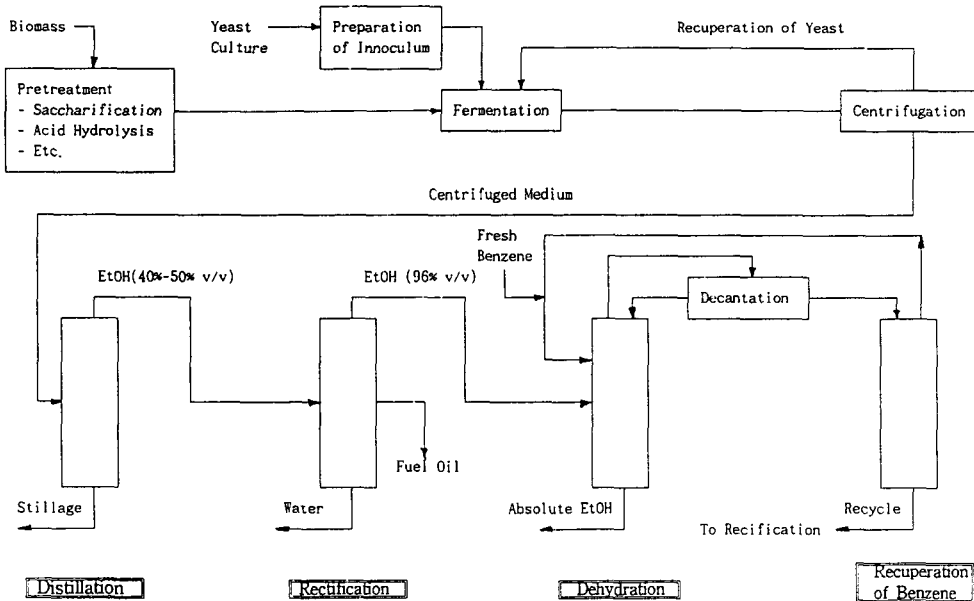 Biomass
Yeast
Culture
Preparation
of Innoculum
Recuperation of Yeast
Pretreatment
- Saccharification
- Acid Hydrolysis
- Etc.
Fermentation
Centrifugation
Centrifuged Medium
Fresh
Benzene
EtOH(40%-50% v/v)
EtOH (96% v/v)
Decantation
Fuel Oil
Stillage
Water
Absolute EtOH
Recycle
To Recification
Distillation
Rectification
Dehydration
Recuperation
of Benzene